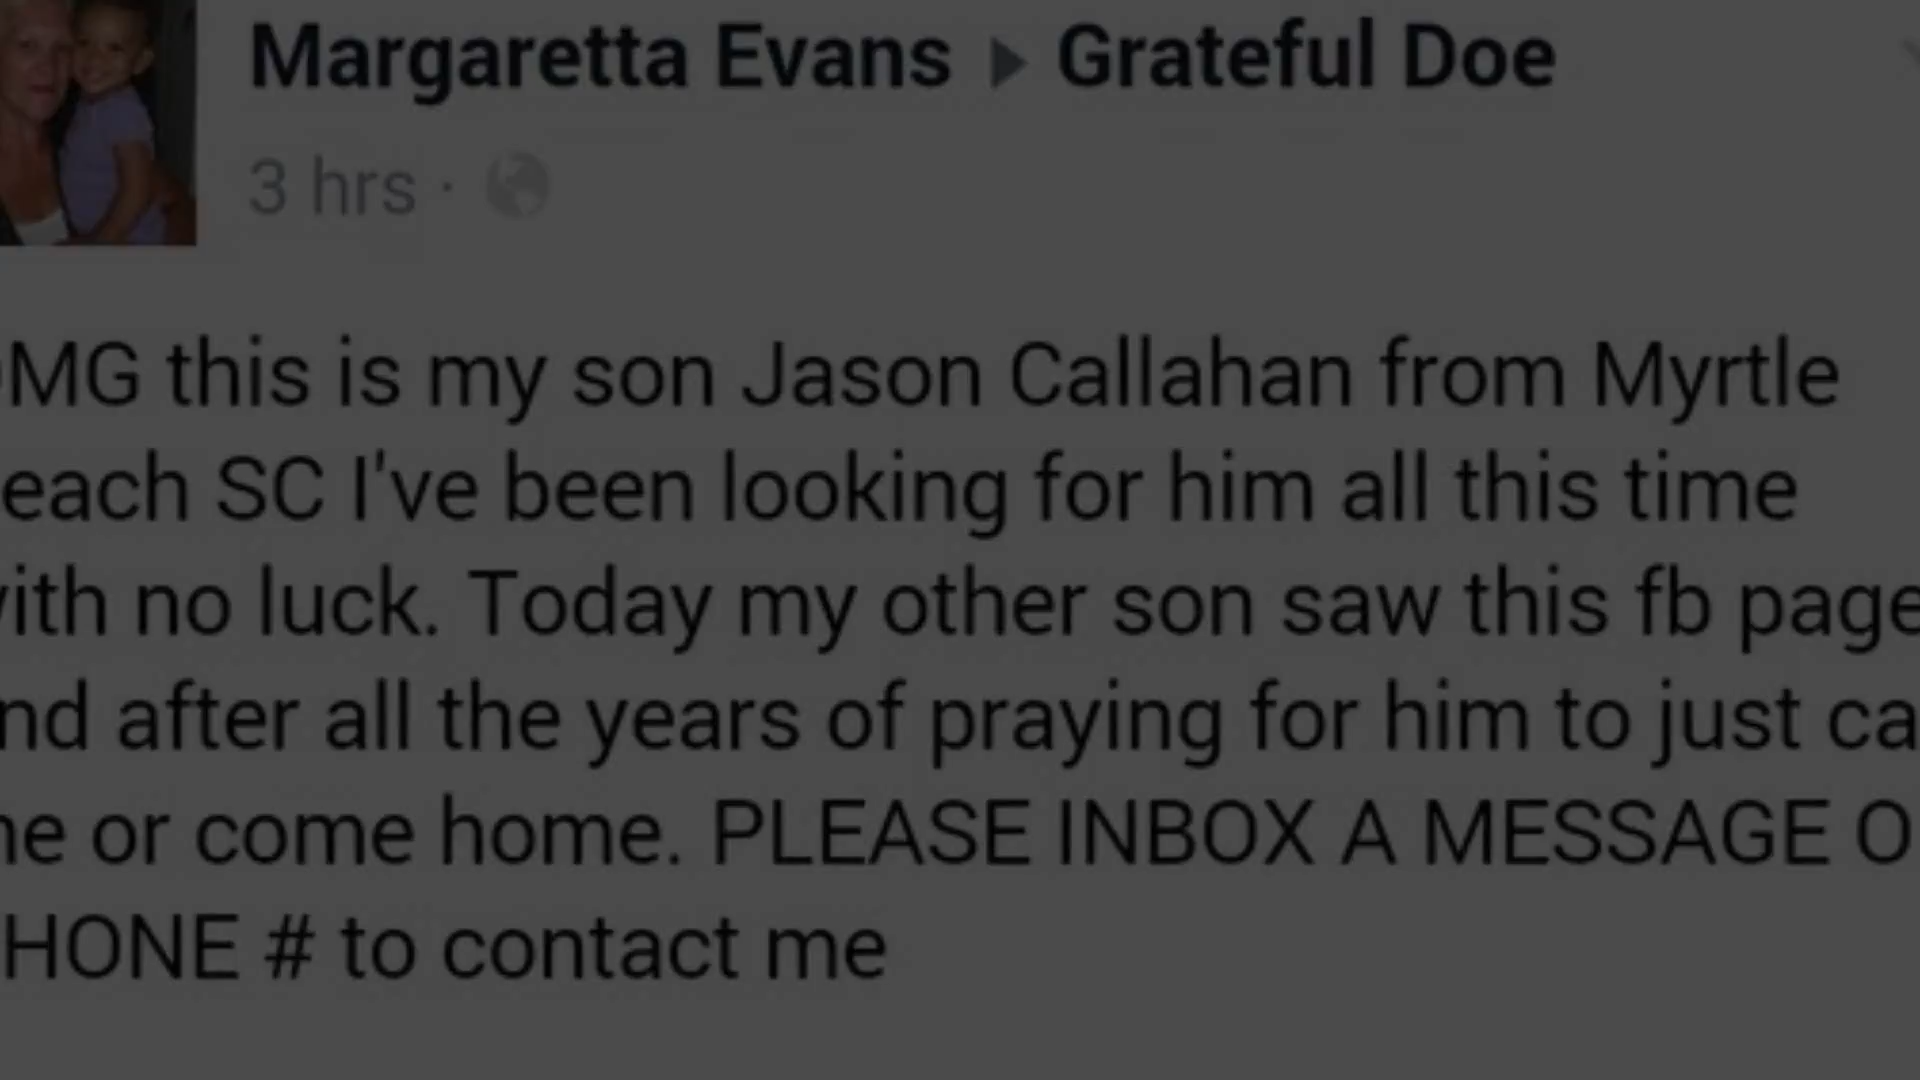 Margaretta Evans ▸ Grateful Doe
3 hrs ·
MG this is my son Jason Callahan from Myrtle
each SC I've been looking for him all this time
ith no luck. Today my other son saw this fb page
nd after all the years of praying for him to just ca
e or come home. PLEASE INBOX A MESSAGE O
HONE # to contact me